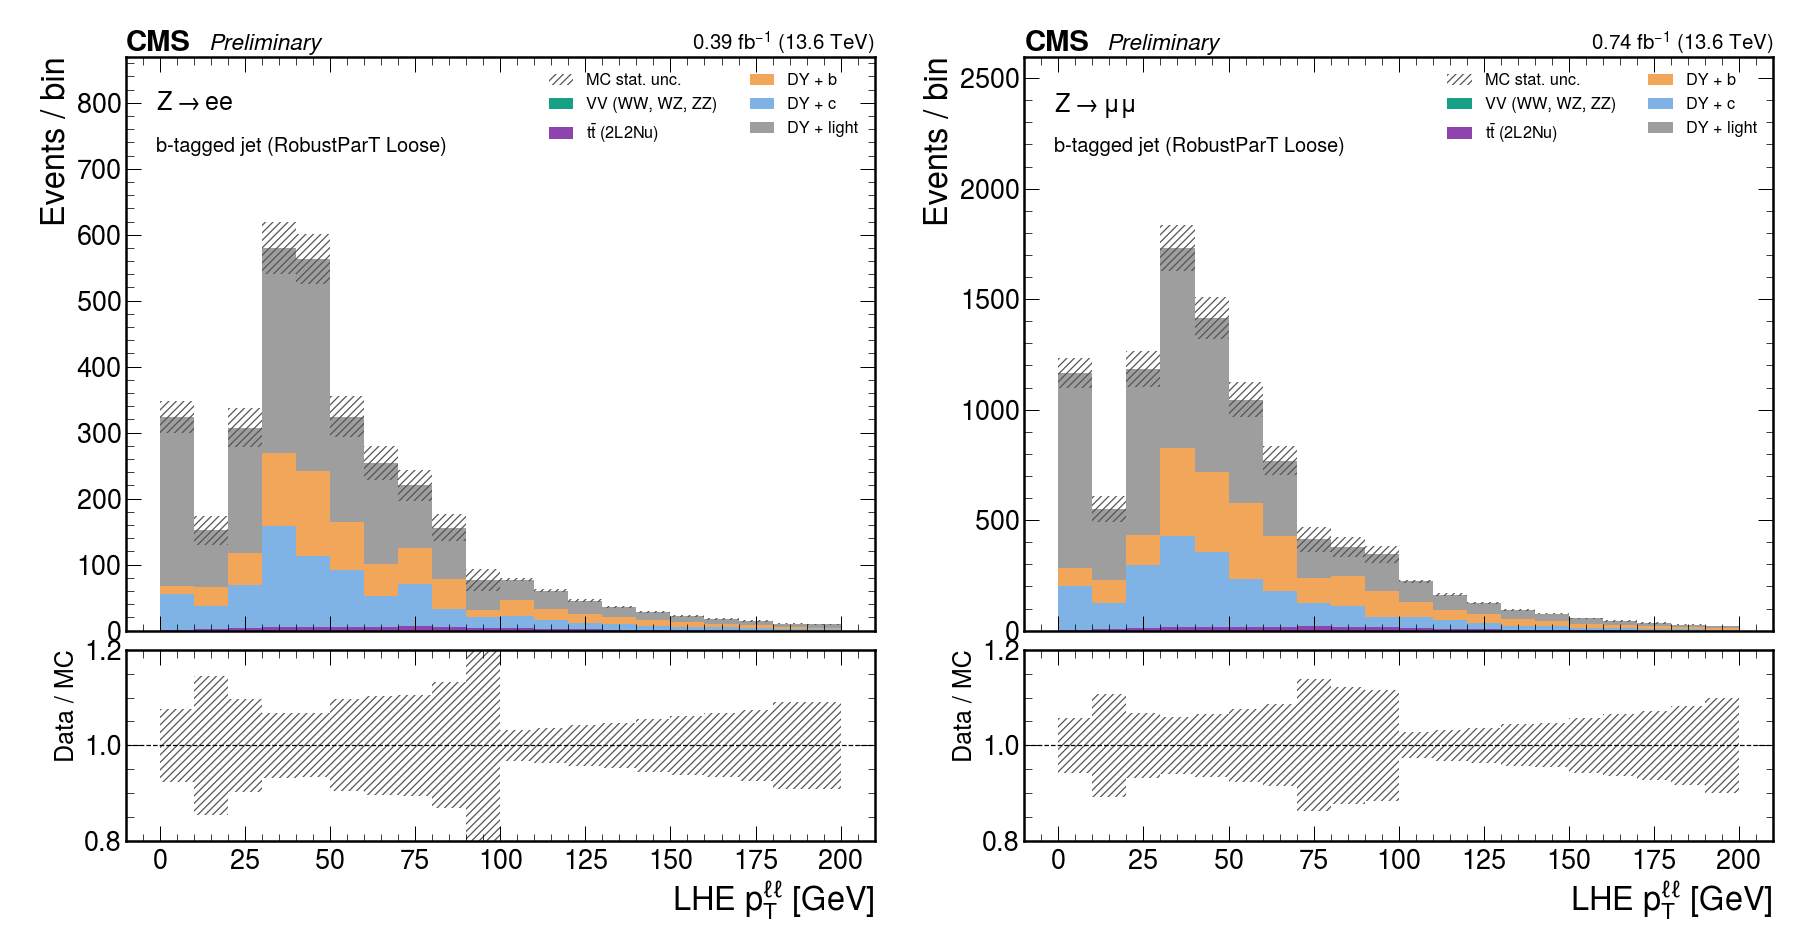 CMS Preliminary 0.39 fb⁻¹ (13.6 TeV)
Events / bin
Z → ee
b-tagged jet (RobustParT Loose)
MC stat. unc.
VV (WW, WZ, ZZ)
tt̄ (2L2Nu)
DY + b
DY + c
DY + light
800
700
600
500
400
300
200
100
0
Data / MC
1.2
1.0
0.8
0 25 50 75 100 125 150 175 200
LHE p_T^ℓℓ [GeV]
CMS Preliminary 0.74 fb⁻¹ (13.6 TeV)
Events / bin
Z → μμ
b-tagged jet (RobustParT Loose)
MC stat. unc.
VV (WW, WZ, ZZ)
tt̄ (2L2Nu)
DY + b
DY + c
DY + light
2500
2000
1500
1000
500
0
Data / MC
1.2
1.0
0.8
0 25 50 75 100 125 150 175 200
LHE p_T^ℓℓ [GeV]